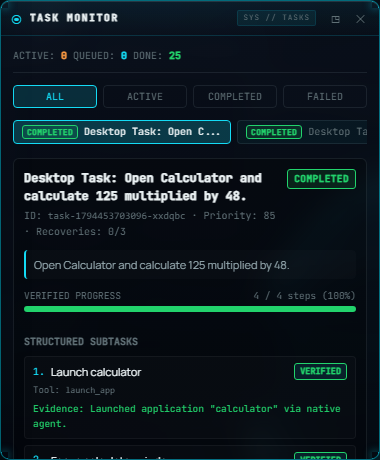 TASK MONITOR
SYS // TASKS
ACTIVE: 0 QUEUED: 0 DONE: 25
ALL
ACTIVE
COMPLETED
FAILED
COMPLETED Desktop Task: Open C...
COMPLETED Desktop Ta
Desktop Task: Open Calculator and
calculate 125 multiplied by 48.
COMPLETED
ID: task-1794453703096-xxdqbc · Priority: 85
· Recoveries: 0/3
Open Calculator and calculate 125 multiplied by 48.
VERIFIED PROGRESS
4 / 4 steps (100%)
STRUCTURED SUBTASKS
1. Launch calculator
VERIFIED
Tool: launch_app
Evidence: Launched application "calculator" via native
agent.